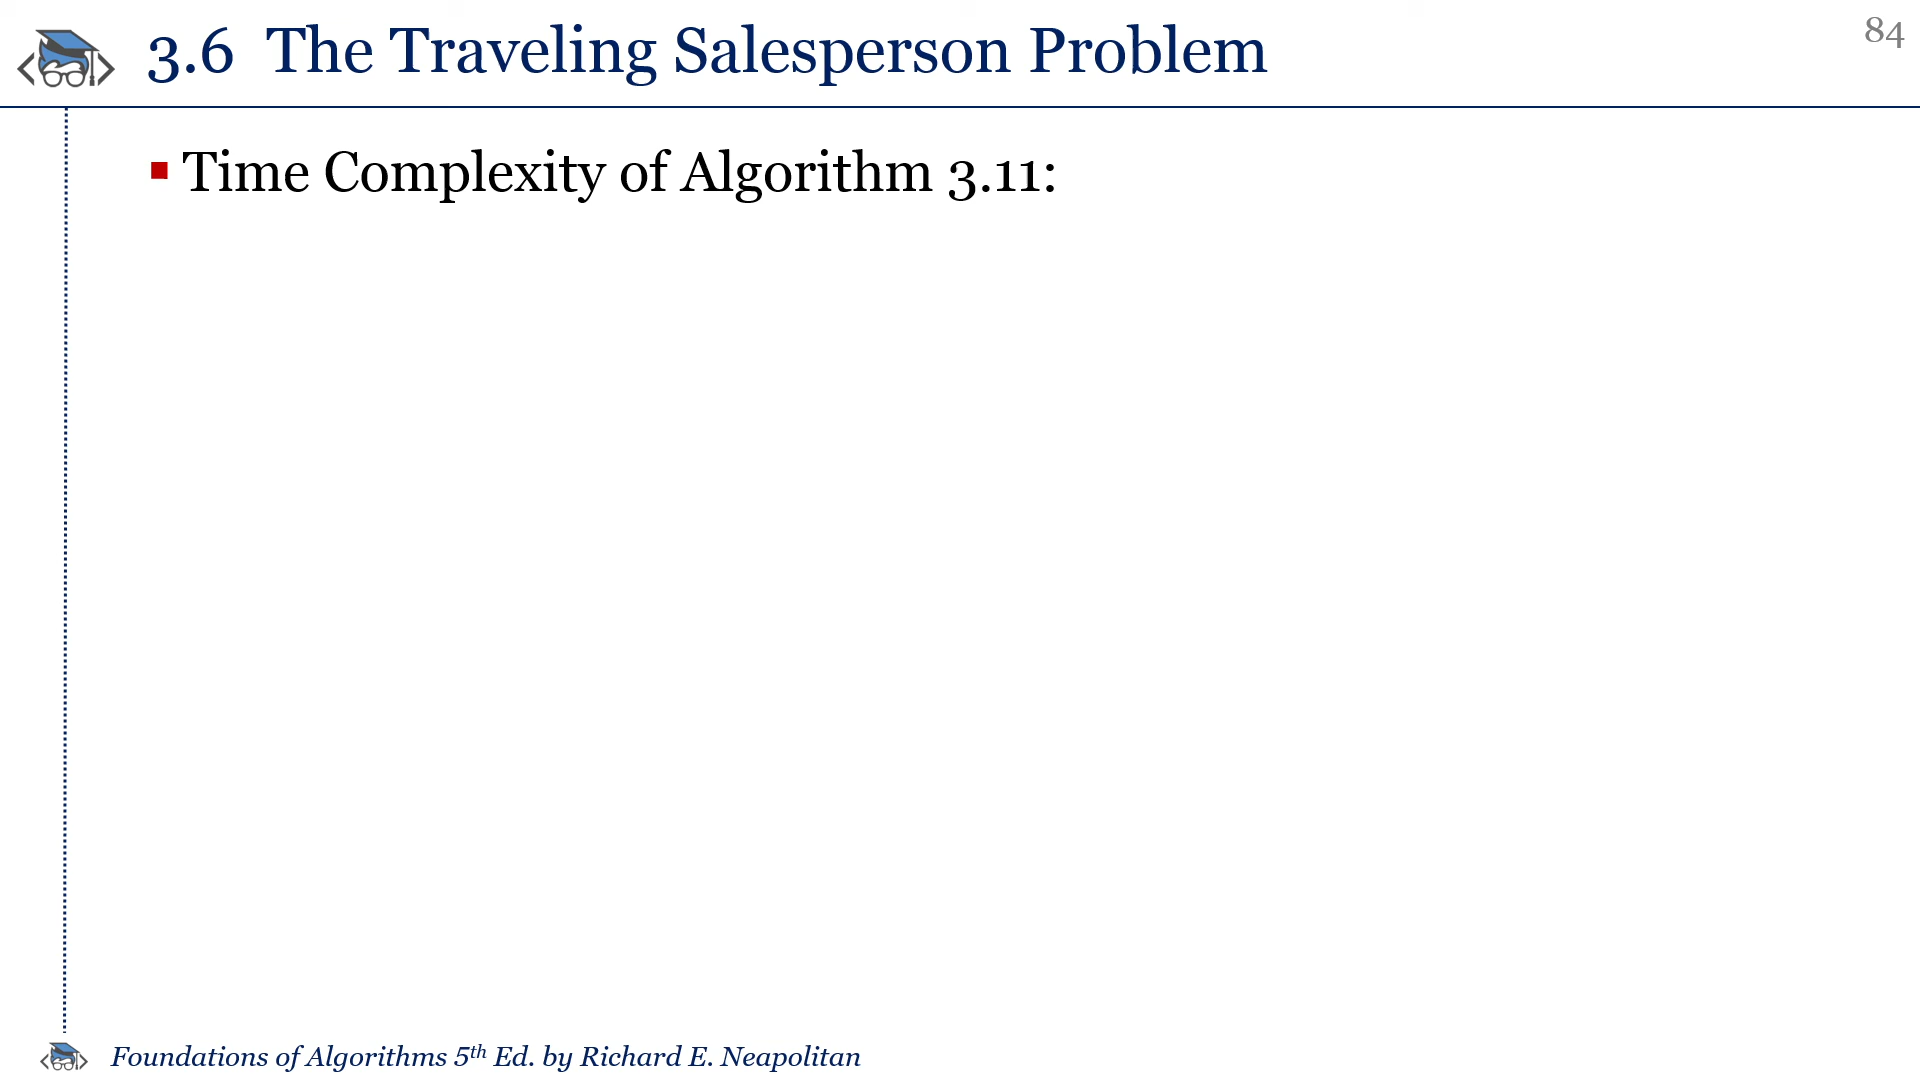 3.6 The Traveling Salesperson Problem
84
Time Complexity of Algorithm 3.11:
Foundations of Algorithms 5th Ed. by Richard E. Neapolitan